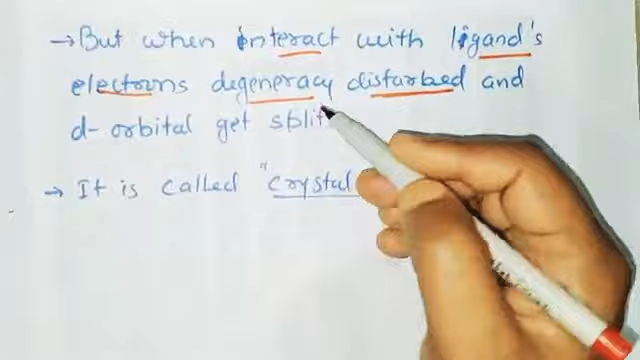 → But when interact with ligand's
electrons degeneracy disturbed and
d-orbital get split
→ It is called "crystal